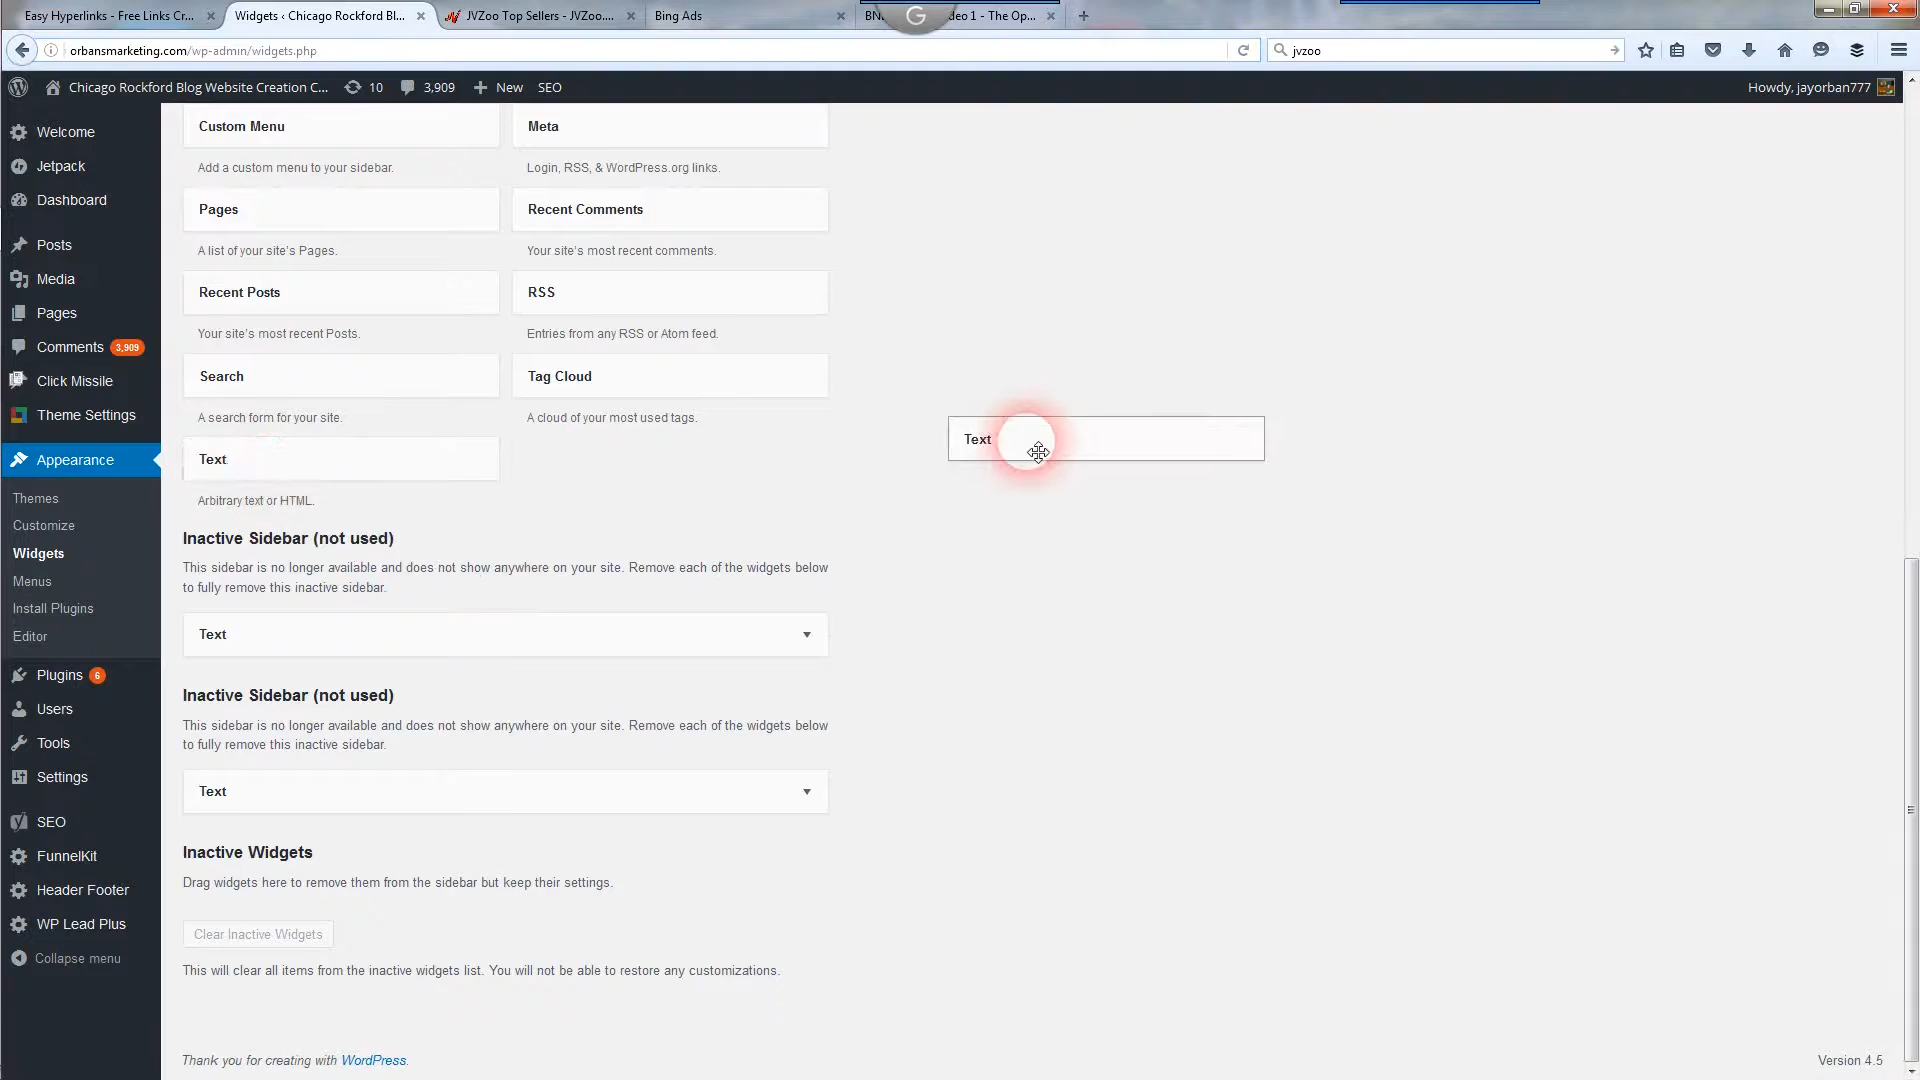 Easy Hyperlinks - Free Links Cr...
Widgets ‹ Chicago Rockford Bl...
JVZoo Top Sellers - JVZoo....
Bing Ads
deo 1 - The Op...
orbansmarketing.com/wp-admin/widgets.php
jvzoo
Chicago Rockford Blog Website Creation C...
10
3,909
New
SEO
Howdy, jayorban777
Welcome
Jetpack
Dashboard
Posts
Media
Pages
Comments 3,909
Click Missile
Theme Settings
Appearance
Themes
Customize
Widgets
Menus
Install Plugins
Editor
Plugins 6
Users
Tools
Settings
SEO
FunnelKit
Header Footer
WP Lead Plus
Collapse menu
Custom Menu
Add a custom menu to your sidebar.
Meta
Login, RSS, & WordPress.org links.
Pages
A list of your site's Pages.
Recent Comments
Your site's most recent comments.
Recent Posts
Your site's most recent Posts.
RSS
Entries from any RSS or Atom feed.
Search
A search form for your site.
Tag Cloud
A cloud of your most used tags.
Text
Arbitrary text or HTML.
Text
Inactive Sidebar (not used)
This sidebar is no longer available and does not show anywhere on your site. Remove each of the widgets below
to fully remove this inactive sidebar.
Text
Inactive Sidebar (not used)
This sidebar is no longer available and does not show anywhere on your site. Remove each of the widgets below
to fully remove this inactive sidebar.
Text
Inactive Widgets
Drag widgets here to remove them from the sidebar but keep their settings.
Clear Inactive Widgets
This will clear all items from the inactive widgets list. You will not be able to restore any customizations.
Thank you for creating with WordPress.
Version 4.5